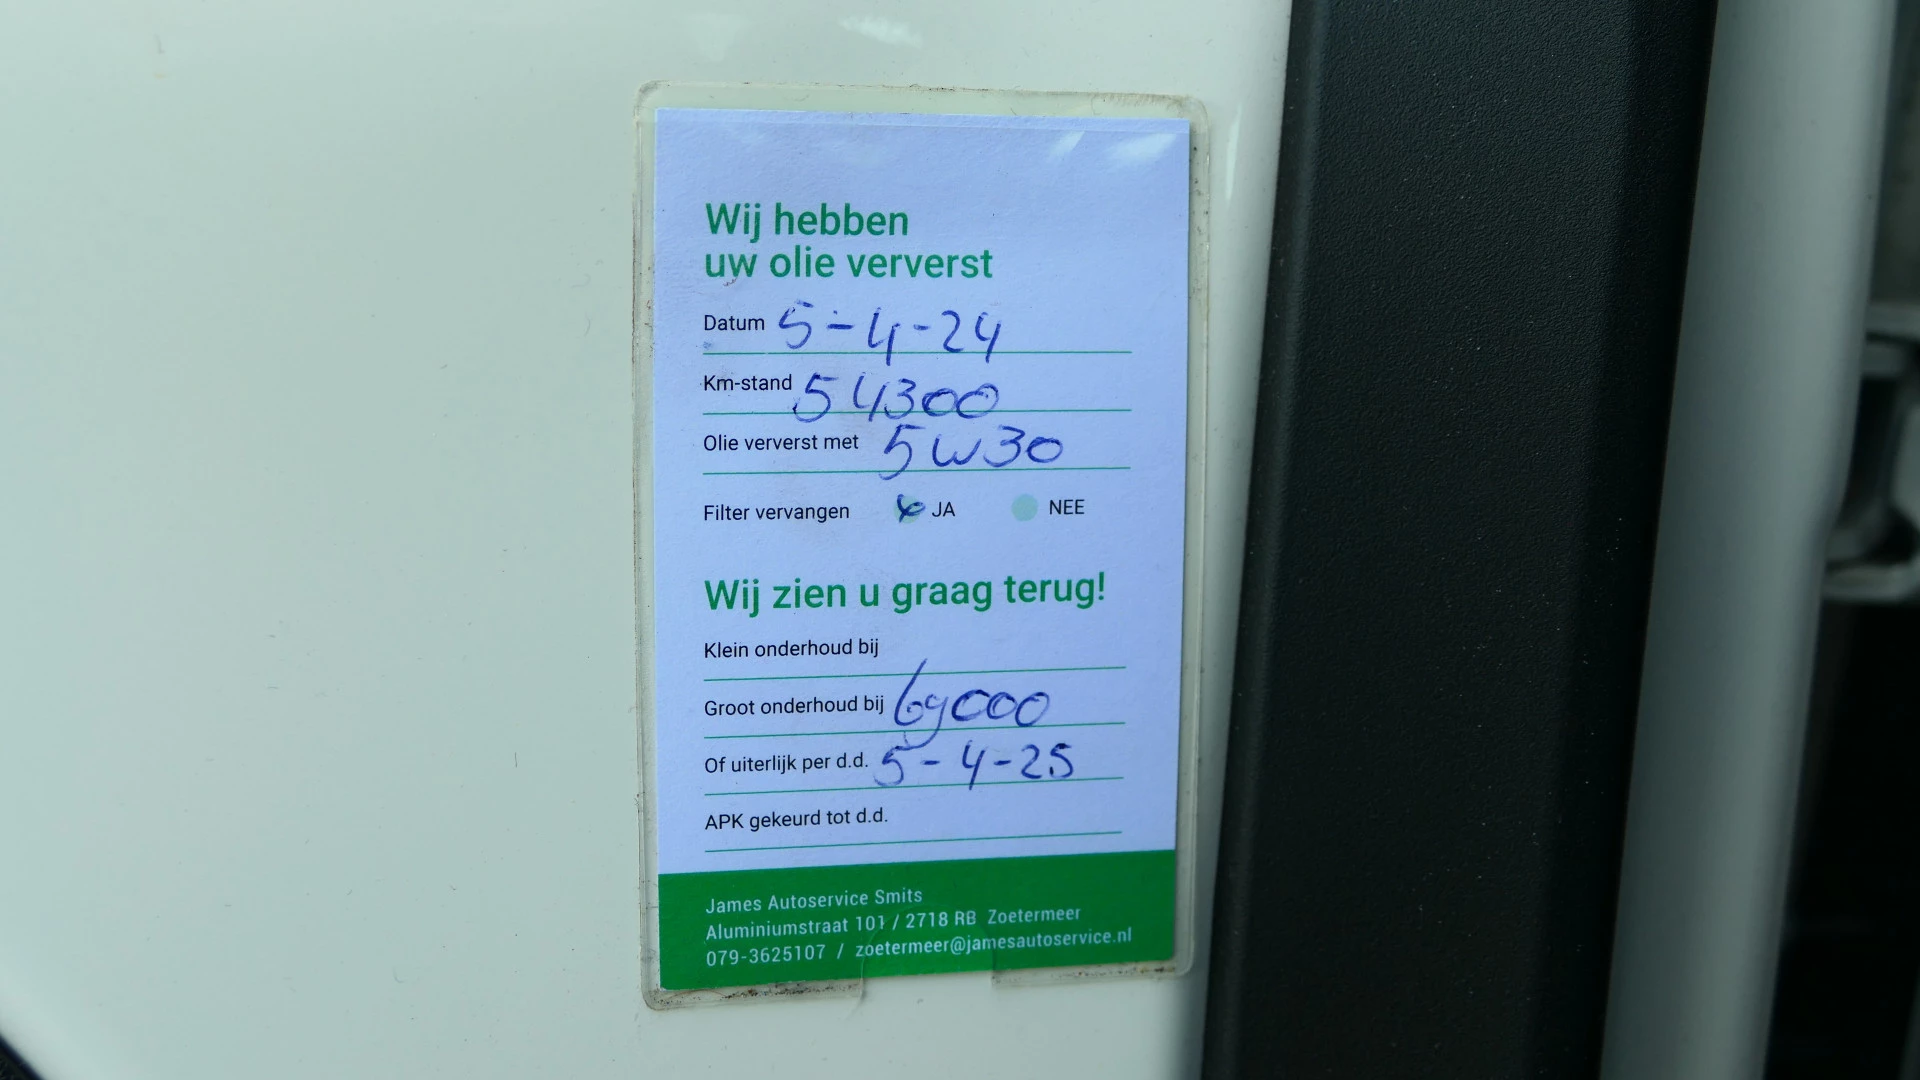 Wij hebben
uw olie ververst
Datum 5-4-24
Km-stand 54300
Olie ververst met 5W30
Filter vervangen JA NEE
Wij zien u graag terug!
Klein onderhoud bij
Groot onderhoud bij 69000
Of uiterlijk per d.d. 5-4-25
APK gekeurd tot d.d.
James Autoservice Smits
Aluminiumstraat 101 / 2718 RB Zoetermeer
079-3625107 / zoetermeer@jamesautoservice.nl